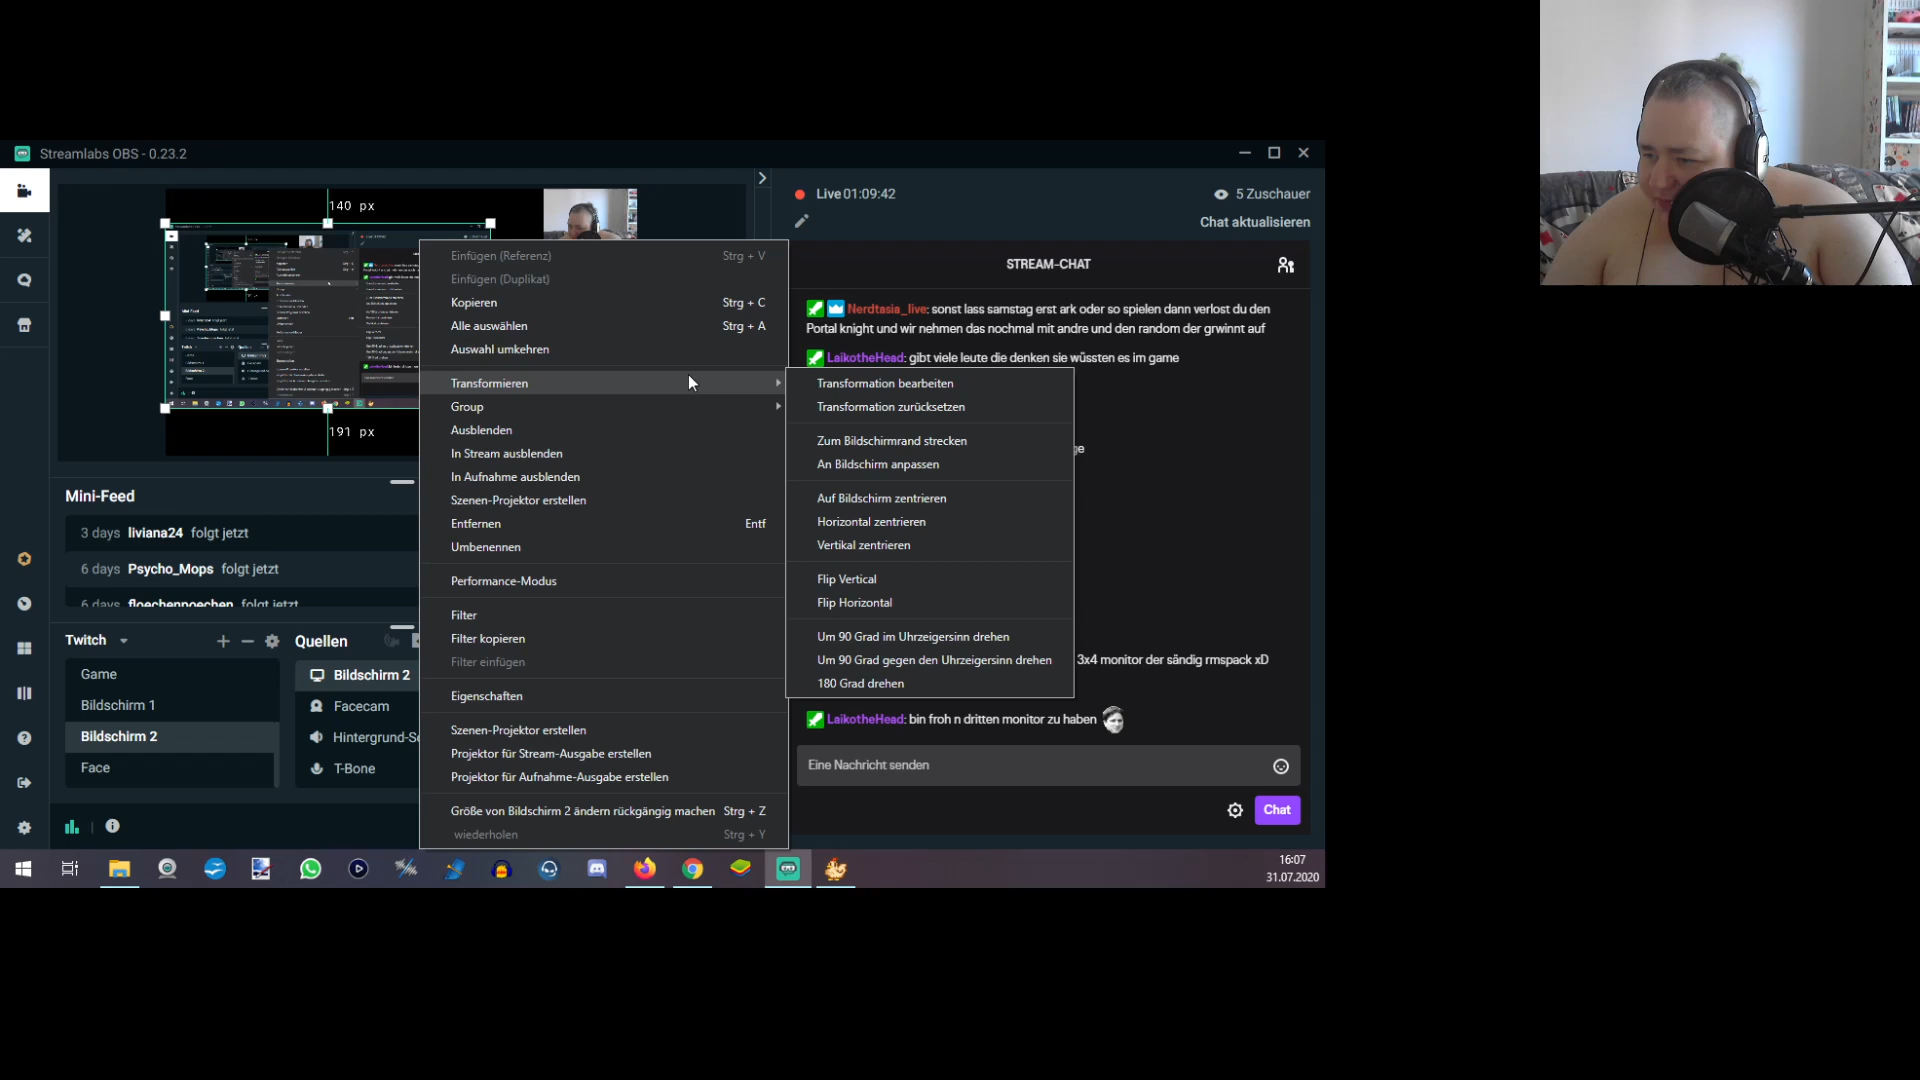 Streamlabs OBS - 0.23.2
140 px
191 px
Live 01:09:42
5 Zuschauer
Chat aktualisieren
Einfügen (Referenz) Strg + V
Einfügen (Duplikat)
Kopieren Strg + C
Alle auswählen Strg + A
Auswahl umkehren
Transformieren
Group
Ausblenden
In Stream ausblenden
In Aufnahme ausblenden
Szenen-Projektor erstellen
Entfernen Entf
Umbenennen
Performance-Modus
Filter
Filter kopieren
Filter einfügen
Eigenschaften
Szenen-Projektor erstellen
Projektor für Stream-Ausgabe erstellen
Projektor für Aufnahme-Ausgabe erstellen
Größe von Bildschirm 2 ändern rückgängig machen Strg + Z
wiederholen Strg + Y
Transformation bearbeiten
Transformation zurücksetzen
Zum Bildschirmrand strecken
An Bildschirm anpassen
Auf Bildschirm zentrieren
Horizontal zentrieren
Vertikal zentrieren
Flip Vertical
Flip Horizontal
Um 90 Grad im Uhrzeigersinn drehen
Um 90 Grad gegen den Uhrzeigersinn drehen
180 Grad drehen
STREAM-CHAT
Nerdtasia_live: sonst lass samstag erst ark oder so spielen dann verlost du den
Portal knight und wir nehmen das nochmal mit andre und den random der grwinnt auf
LaikotheHead: gibt viele leute die denken sie wüssten es im game
ge
3x4 monitor der sändig rmspack xD
LaikotheHead: bin froh n dritten monitor zu haben
Eine Nachricht senden
Chat
Mini-Feed
3 days liviana24 folgt jetzt
6 days Psycho_Mops folgt jetzt
6 days floechenpoechen folgt jetzt
Twitch
Game
Bildschirm 1
Bildschirm 2
Face
Quellen
Bildschirm 2
Facecam
Hintergrund-S
T-Bone
16:07
31.07.2020